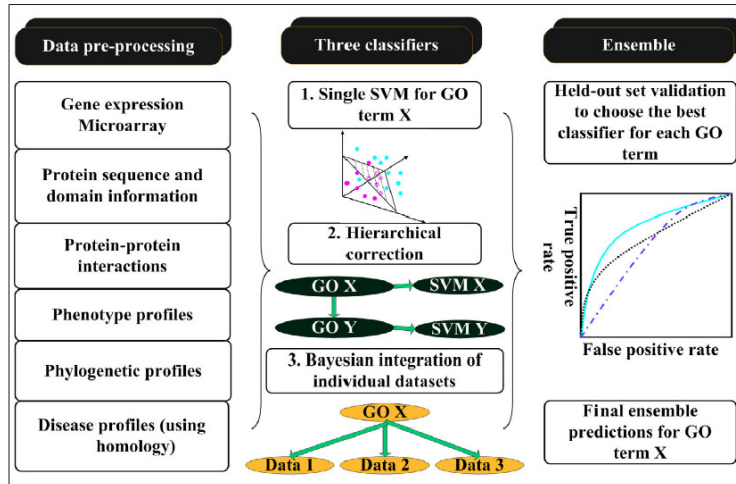 Data pre-processing
Gene expression
Microarray
Protein sequence and
domain information
Protein-protein
interactions
Phenotype profiles
Phylogenetic profiles
Disease profiles (using
homology)
Three classifiers
1. Single SVM for GO
term X
2. Hierarchical
correction
GO X
SVM X
GO Y
SVM Y
3. Bayesian integration of
individual datasets
GO X
Data 1
Data 2
Data 3
Ensemble
Held-out set validation
to choose the best
classifier for each GO
term
True positive
rate
False positive rate
Final ensemble
predictions for GO
term X